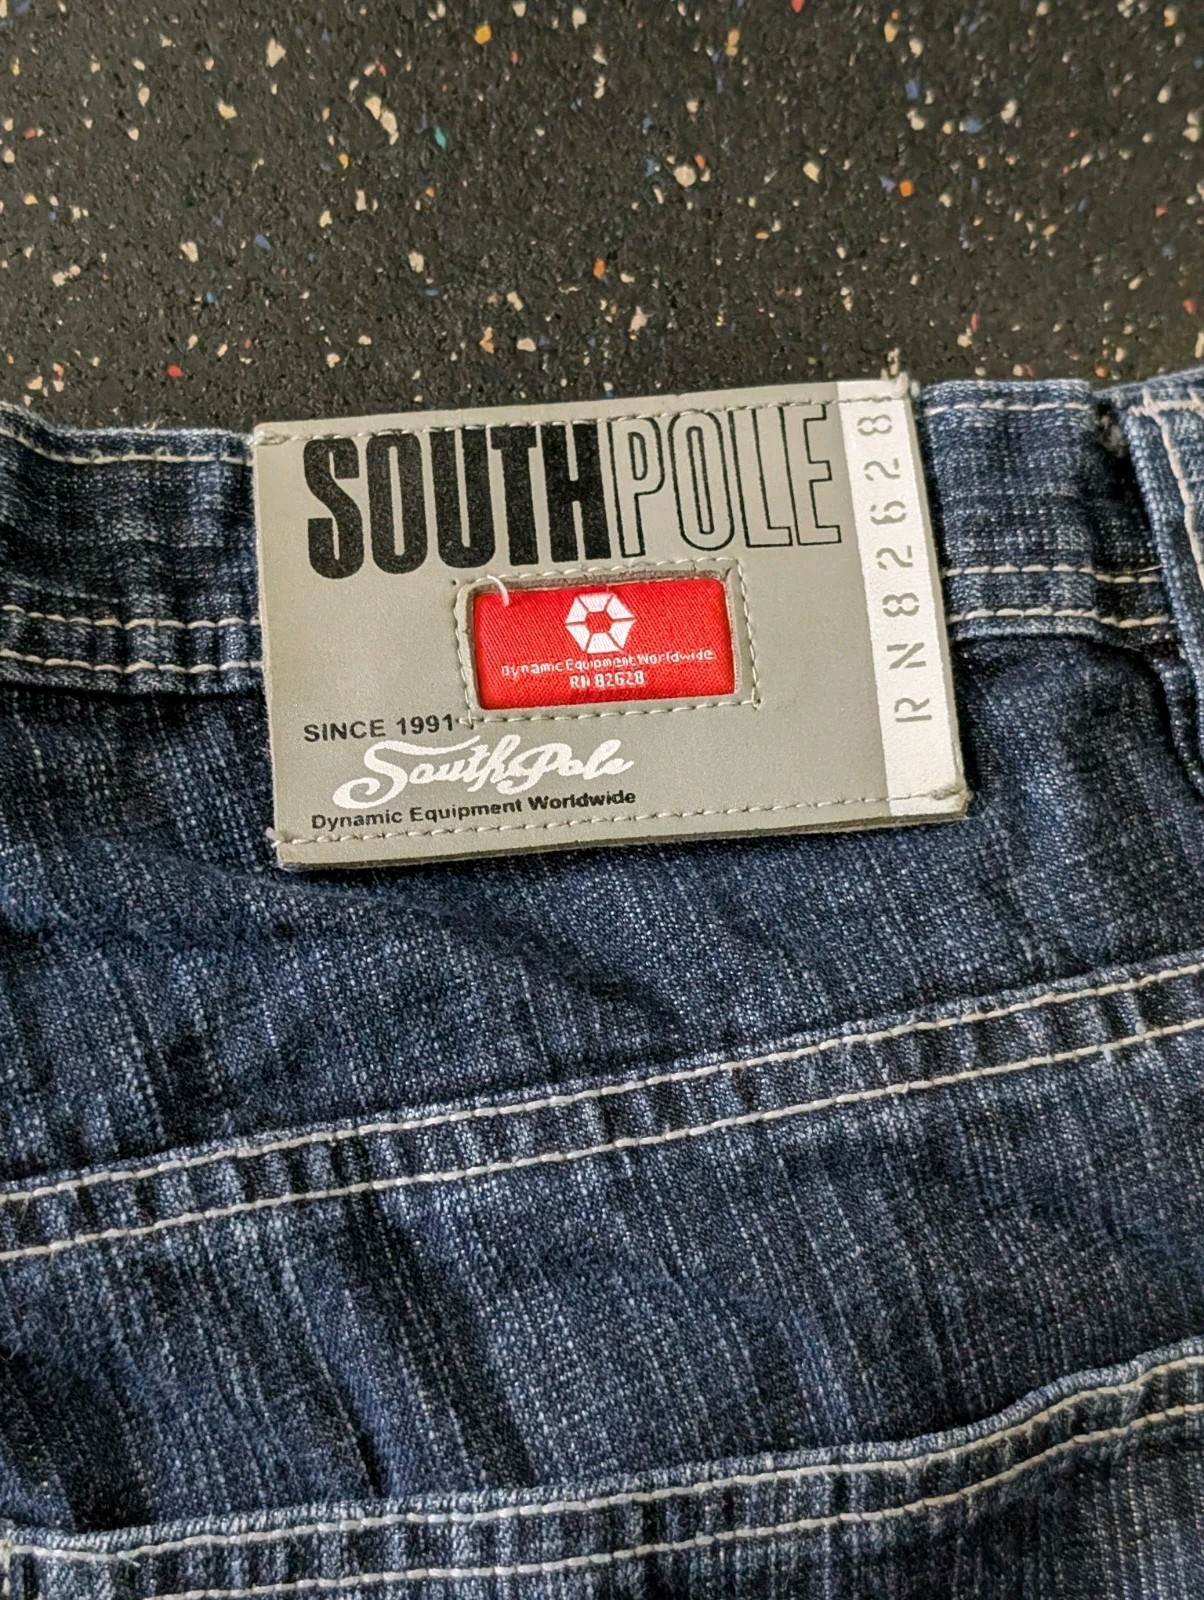 SOUTHPOLE
Dynamic Equipment Worldwide
RN 82628
SINCE 1991
SouthPole
Dynamic Equipment Worldwide
RN 82628